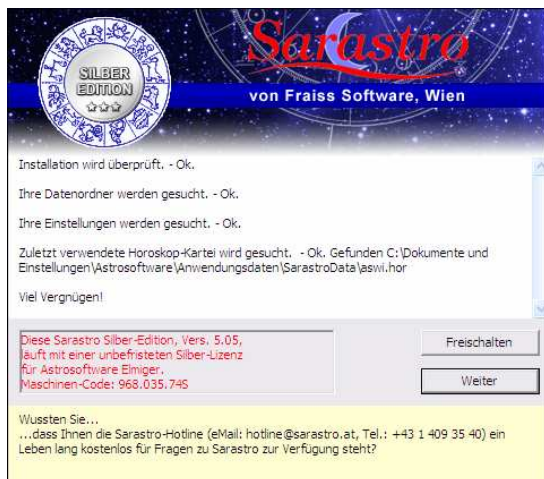 Sarastro
SILBER
EDITION
von Fraiss Software, Wien
Installation wird überprüft. - Ok.
Ihre Datenordner werden gesucht. - Ok.
Ihre Einstellungen werden gesucht. - Ok.
Zuletzt verwendete Horoskop-Kartei wird gesucht. - Ok. Gefunden C:\Dokumente und
Einstellungen\Astrosoftware\Anwendungsdaten\SarastroData\aswi.hor
Viel Vergnügen!
Diese Sarastro Silber-Edition, Vers. 5.05,
läuft mit einer unbefristeten Silber-Lizenz
für Astrosoftware Elmiger.
Maschinen-Code: 968.035.74S
Freischalten
Weiter
Wussten Sie...
...dass Ihnen die Sarastro-Hotline (eMail: hotline@sarastro.at, Tel.: +43 1 409 35 40) ein
Leben lang kostenlos für Fragen zu Sarastro zur Verfügung steht?